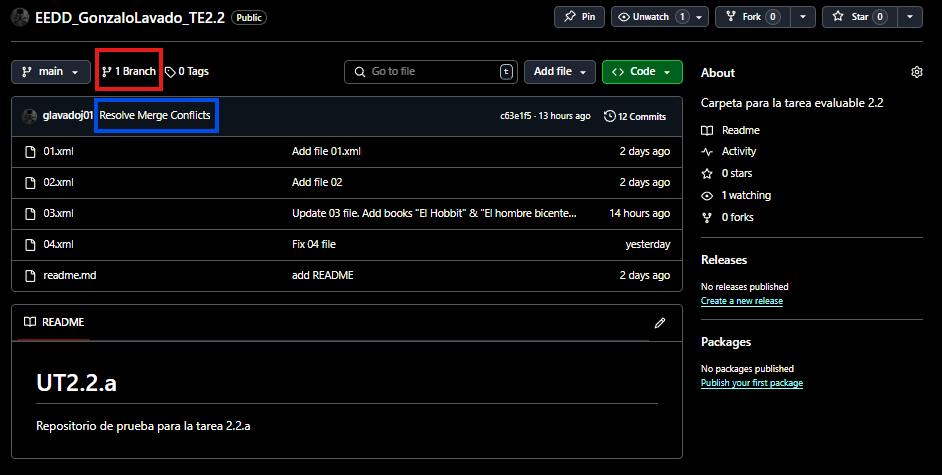 EEDD_GonzaloLavado_TE2.2 Public Pin Unwatch 1 Fork 0 Star 0
main 1 Branch 0 Tags Go to file t Add file Code
glavadoj01 Resolve Merge Conflicts c63e1f5 · 13 hours ago 12 Commits
01.xml Add file 01.xml 2 days ago
02.xml Add file 02 2 days ago
03.xml Update 03 file. Add books "El Hobbit" & "El hombre bicente... 14 hours ago
04.xml Fix 04 file yesterday
readme.md add README 2 days ago
README
UT2.2.a
Repositorio de prueba para la tarea 2.2.a
About
Carpeta para la tarea evaluable 2.2
Readme
Activity
0 stars
1 watching
0 forks
Releases
No releases published
Create a new release
Packages
No packages published
Publish your first package